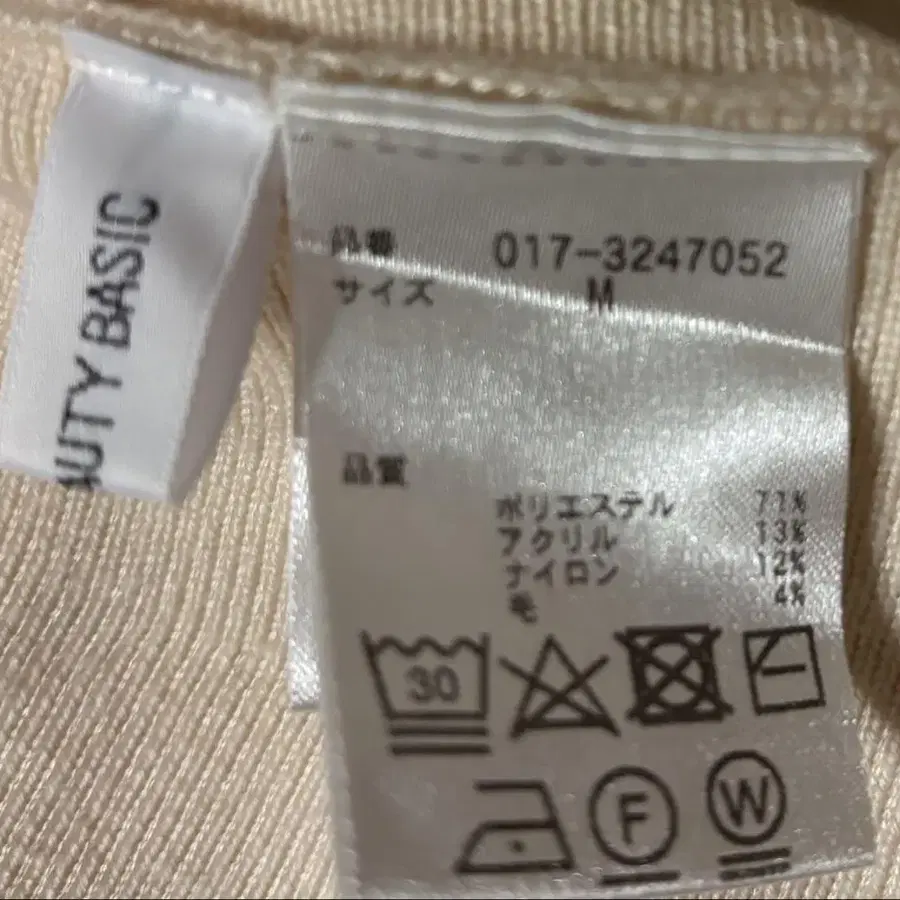 AUTY BASIC
品番 017-3247052
サイズ M
品質
ポリエステル 71%
アクリル 13%
ナイロン 12%
毛 4%
30
F
W